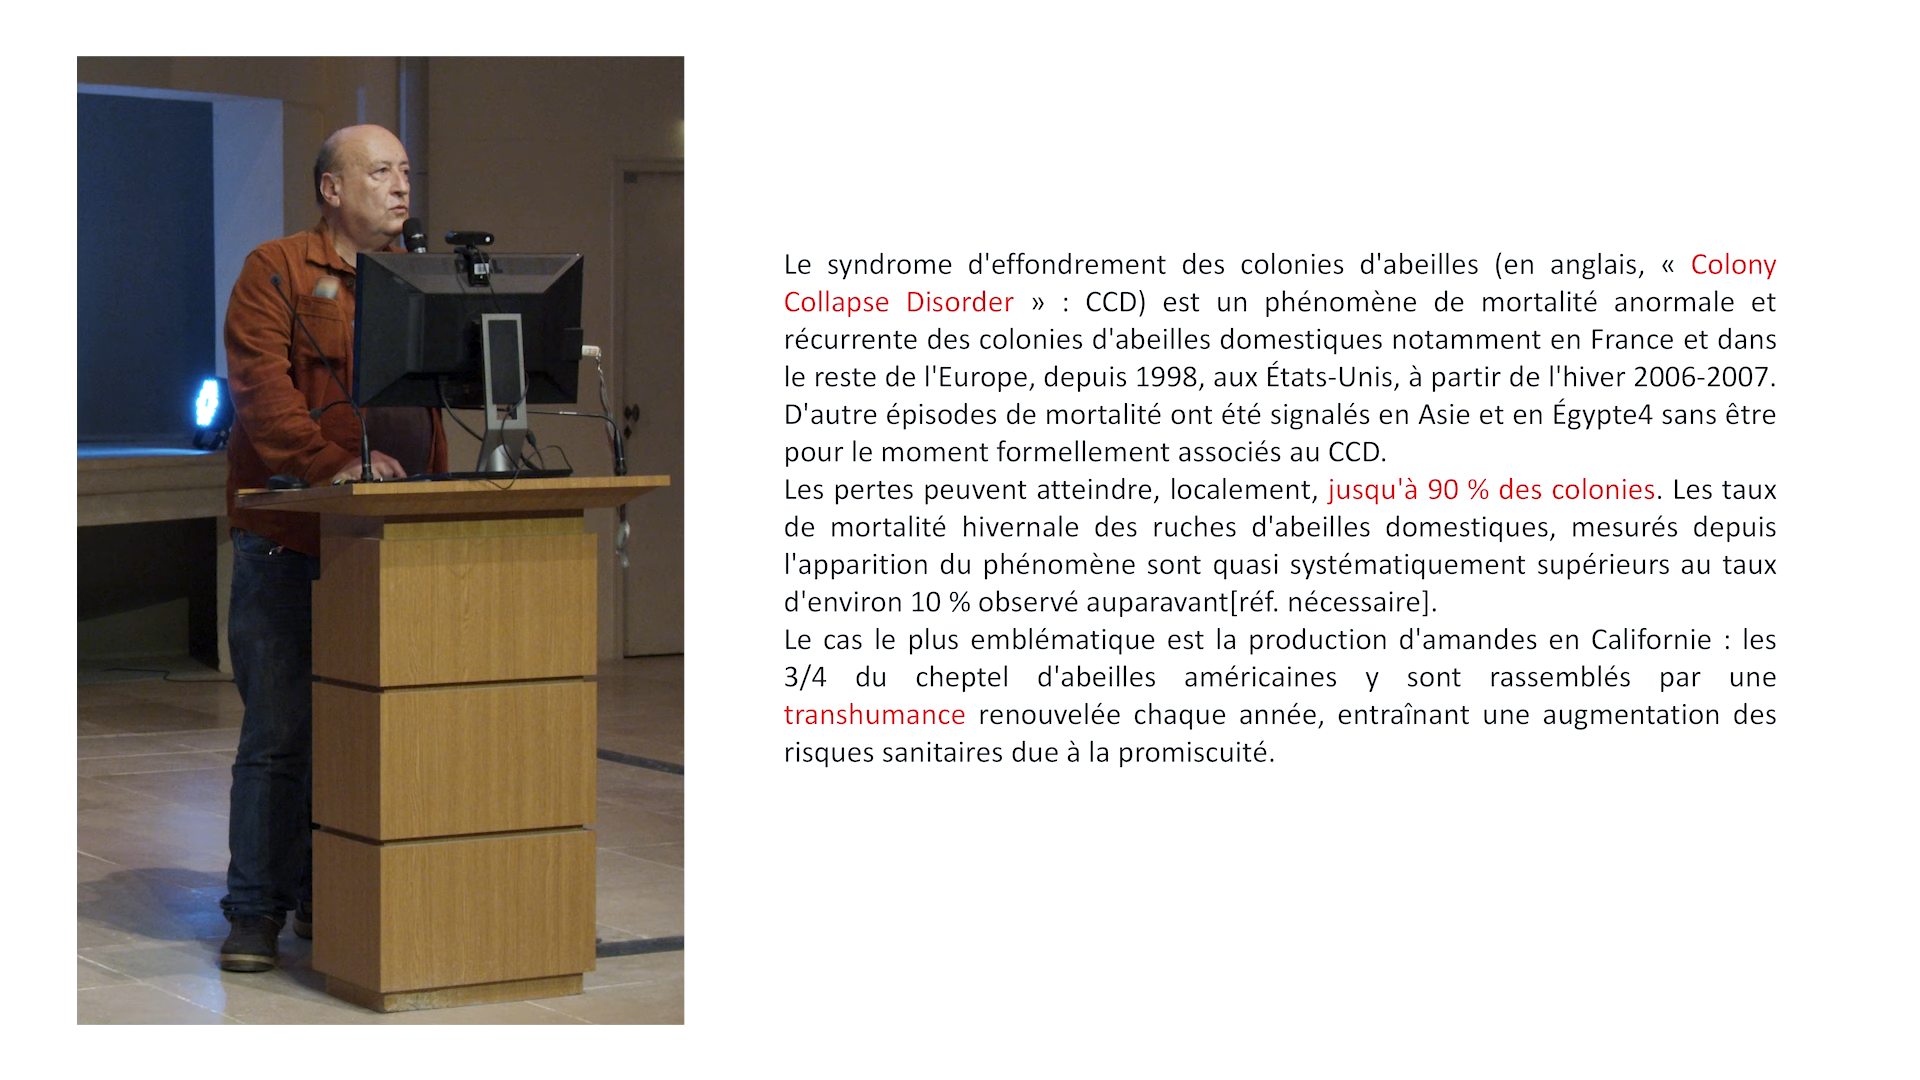 Le syndrome d'effondrement des colonies d'abeilles (en anglais, « Colony
Collapse Disorder » : CCD) est un phénomène de mortalité anormale et
récurrente des colonies d'abeilles domestiques notamment en France et dans
le reste de l'Europe, depuis 1998, aux États-Unis, à partir de l'hiver 2006-2007.
D'autre épisodes de mortalité ont été signalés en Asie et en Égypte4 sans être
pour le moment formellement associés au CCD.
Les pertes peuvent atteindre, localement, jusqu'à 90 % des colonies. Les taux
de mortalité hivernale des ruches d'abeilles domestiques, mesurés depuis
l'apparition du phénomène sont quasi systématiquement supérieurs au taux
d'environ 10 % observé auparavant[réf. nécessaire].
Le cas le plus emblématique est la production d'amandes en Californie : les
3/4 du cheptel d'abeilles américaines y sont rassemblés par une
transhumance renouvelée chaque année, entraînant une augmentation des
risques sanitaires due à la promiscuité.